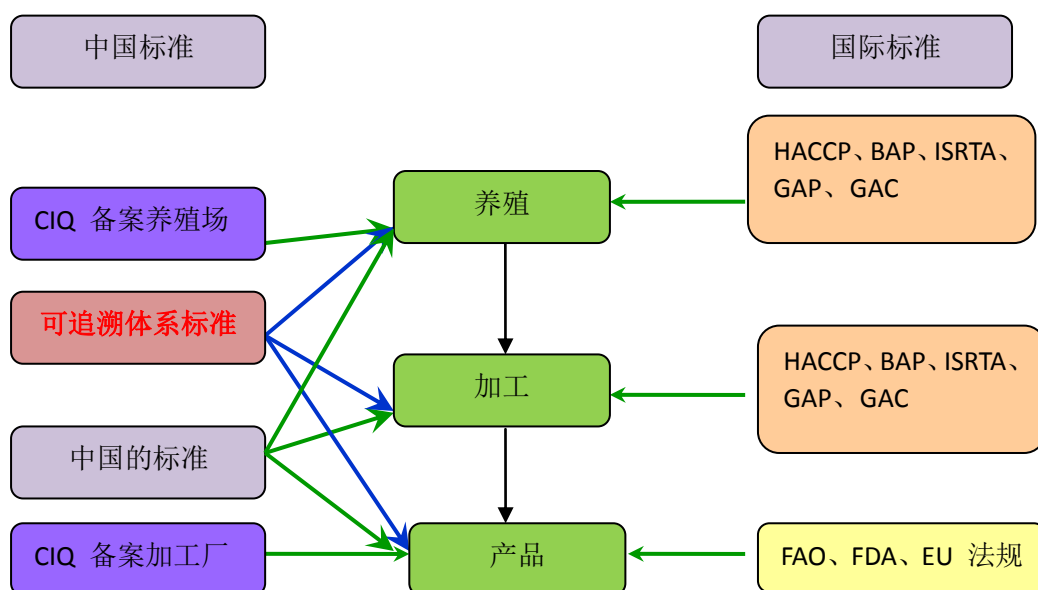 中国标准
国际标准
HACCP、BAP、ISRTA、
GAP、GAC
养殖
CIQ 备案养殖场
可追溯体系标准
HACCP、BAP、ISRTA、
GAP、GAC
加工
中国的标准
CIQ 备案加工厂
产品
FAO、FDA、EU 法规